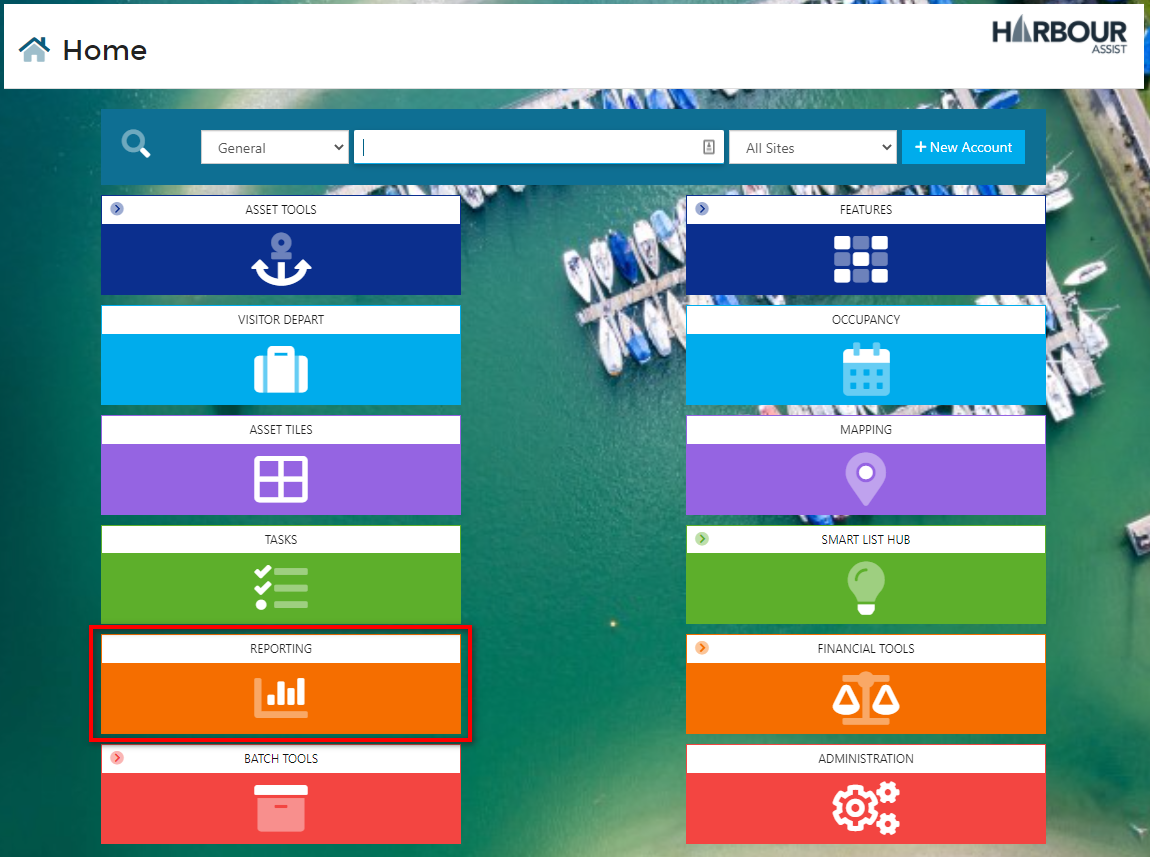 Home
HARBOUR
ASSIST
General
All Sites
+ New Account
ASSET TOOLS
FEATURES
VISITOR DEPART
OCCUPANCY
ASSET TILES
MAPPING
TASKS
SMART LIST HUB
REPORTING
FINANCIAL TOOLS
BATCH TOOLS
ADMINISTRATION